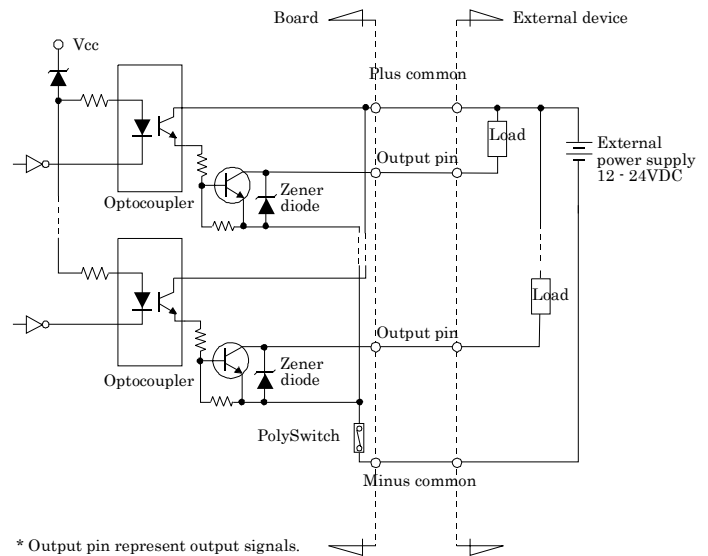 Board
External device
Vcc
Plus common
Load
External
power supply
12 - 24VDC
Output pin
Zener
diode
Optocoupler
Load
Output pin
Zener
diode
Optocoupler
PolySwitch
Minus common
* Output pin represent output signals.